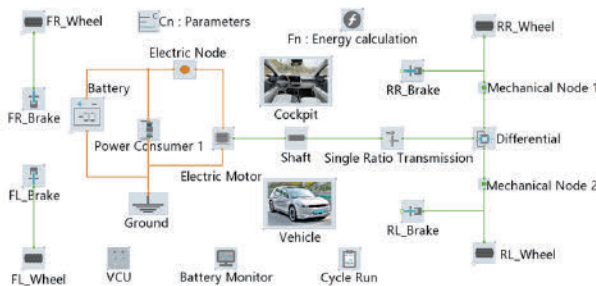 FR_Wheel
Cn : Parameters
Fn : Energy calculation
RR_Wheel
Electric Node
Battery
RR_Brake
Mechanical Node 1
FR_Brake
Power Consumer 1
Cockpit
Shaft
Single Ratio Transmission
Differential
FL_Brake
Electric Motor
Mechanical Node 2
Ground
Vehicle
RL_Brake
FL_Wheel
VCU
Battery Monitor
Cycle Run
RL_Wheel